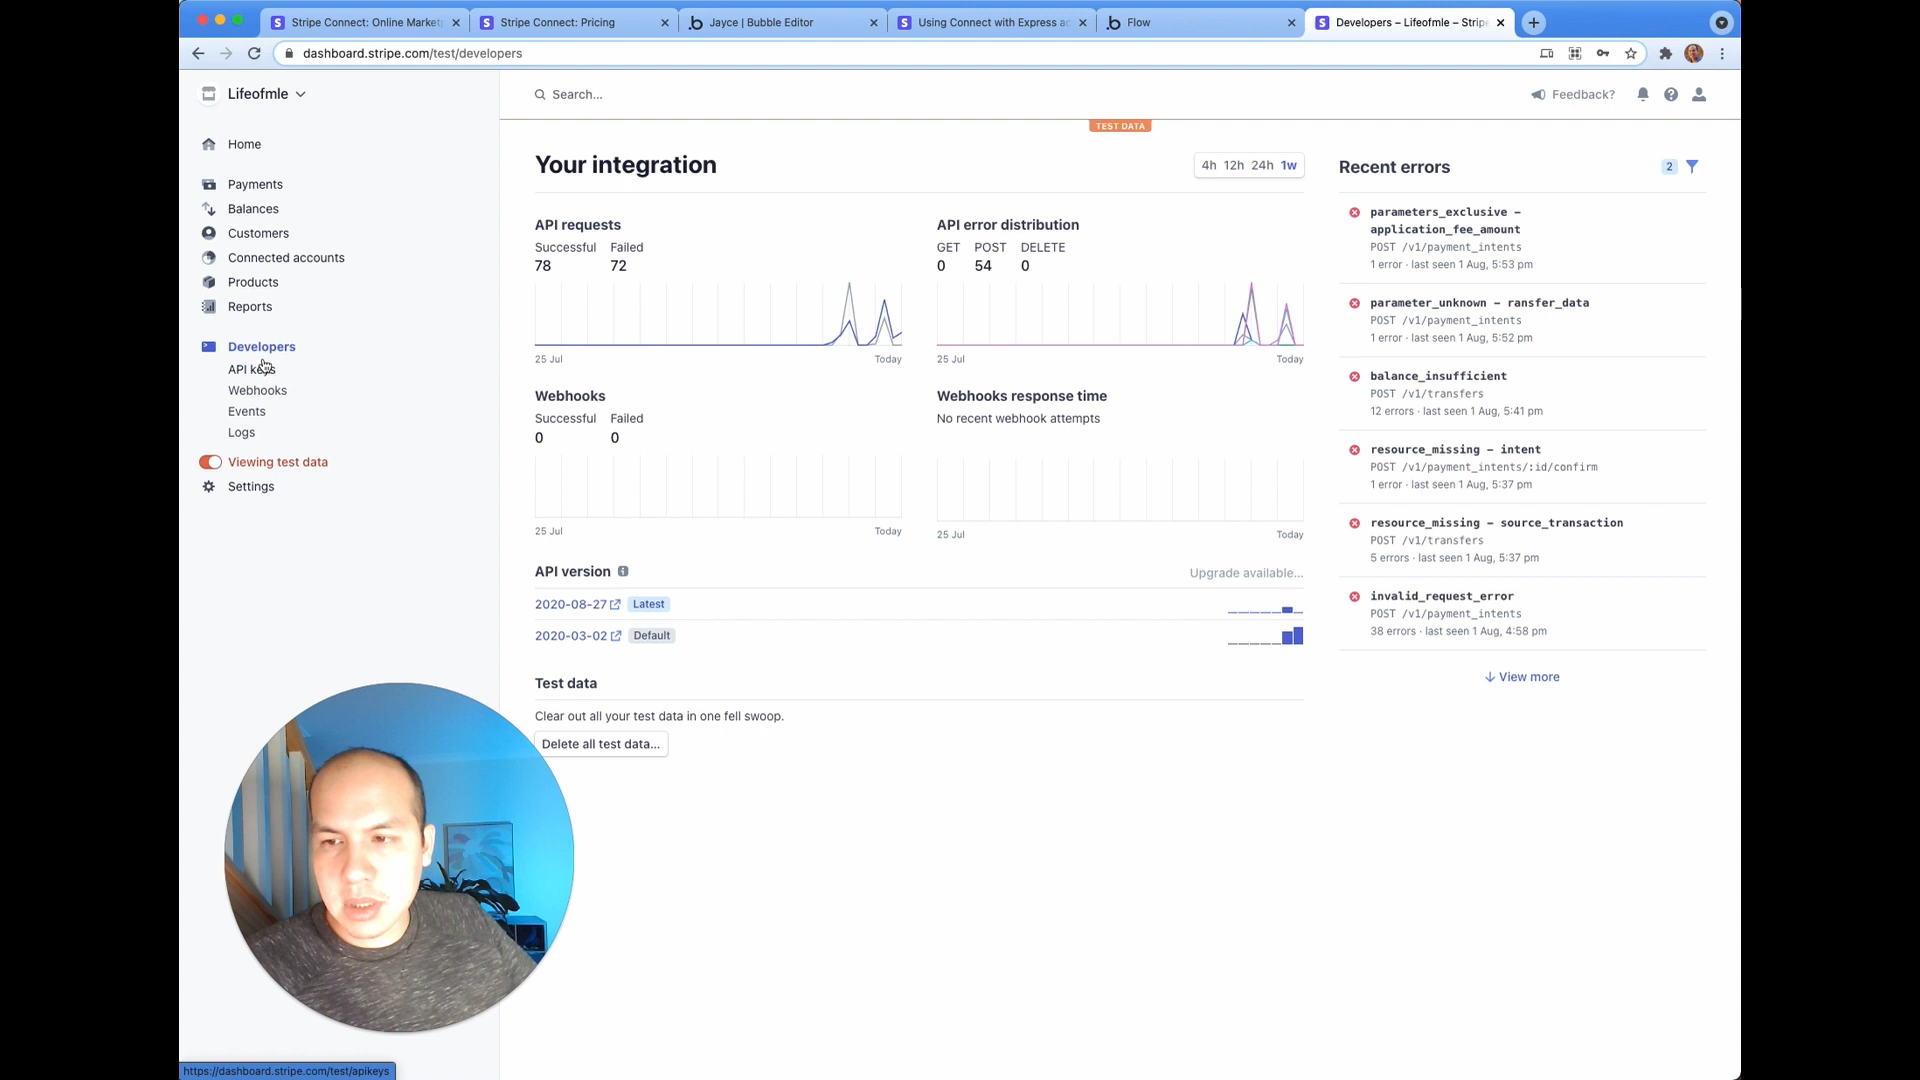 Stripe Connect: Online Market
Stripe Connect: Pricing
Jayce | Bubble Editor
Using Connect with Express ac
Flow
Developers – Lifeofmle – Stripe
dashboard.stripe.com/test/developers
Lifeofmle
Search...
Feedback?
TEST DATA
Home
Payments
Balances
Customers
Connected accounts
Products
Reports
Developers
API keys
Webhooks
Events
Logs
Viewing test data
Settings
Your integration
4h 12h 24h 1w
API requests
Successful Failed
78 72
25 Jul Today
API error distribution
GET POST DELETE
0 54 0
25 Jul Today
Webhooks
Successful Failed
0 0
25 Jul Today
Webhooks response time
No recent webhook attempts
25 Jul Today
API version
Upgrade available...
2020-08-27 Latest
2020-03-02 Default
Test data
Clear out all your test data in one fell swoop.
Delete all test data...
Recent errors
2
parameters_exclusive –
application_fee_amount
POST /v1/payment_intents
1 error · last seen 1 Aug, 5:53 pm
parameter_unknown – ransfer_data
POST /v1/payment_intents
1 error · last seen 1 Aug, 5:52 pm
balance_insufficient
POST /v1/transfers
12 errors · last seen 1 Aug, 5:41 pm
resource_missing – intent
POST /v1/payment_intents/:id/confirm
1 error · last seen 1 Aug, 5:37 pm
resource_missing – source_transaction
POST /v1/transfers
5 errors · last seen 1 Aug, 5:37 pm
invalid_request_error
POST /v1/payment_intents
38 errors · last seen 1 Aug, 4:58 pm
View more
https://dashboard.stripe.com/test/apikeys